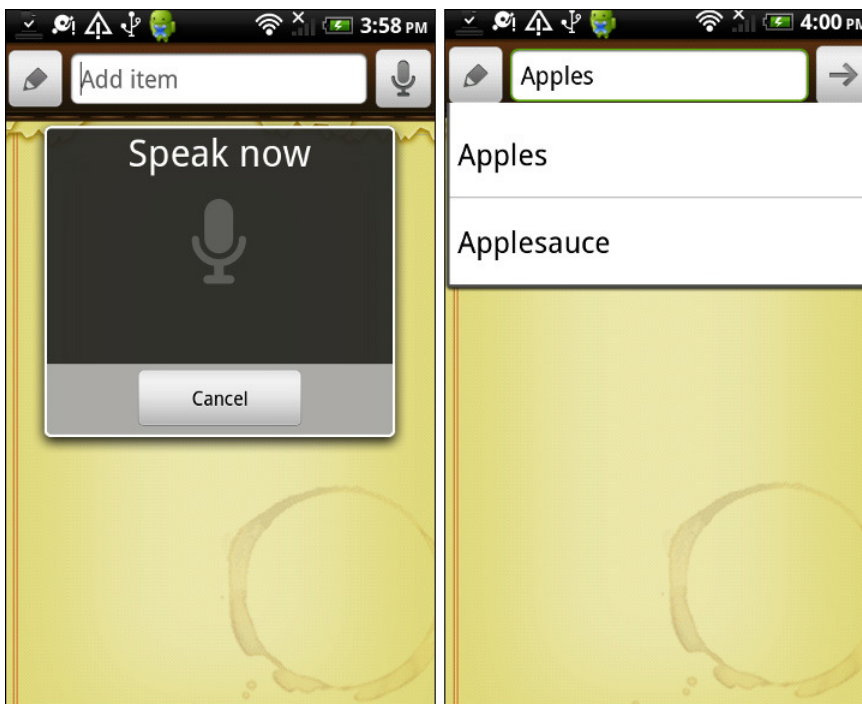 3:58 PM
Add item
Speak now
Cancel
4:00 PM
Apples
Apples
Applesauce